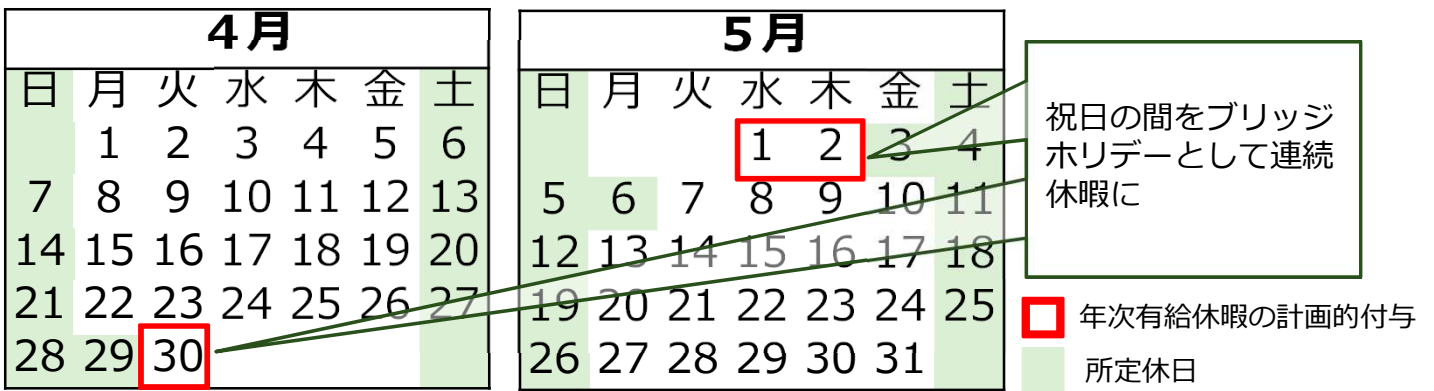 4月
日 月 火 水 木 金 土
1 2 3 4 5 6
7 8 9 10 11 12 13
14 15 16 17 18 19 20
21 22 23 24 25 26 27
28 29 30
5月
日 月 火 水 木 金 土
1 2 3 4
5 6 7 8 9 10 11
12 13 14 15 16 17 18
19 20 21 22 23 24 25
26 27 28 29 30 31
祝日の間をブリッジ
ホリデーとして連続
休暇に
年次有給休暇の計画的付与
所定休日